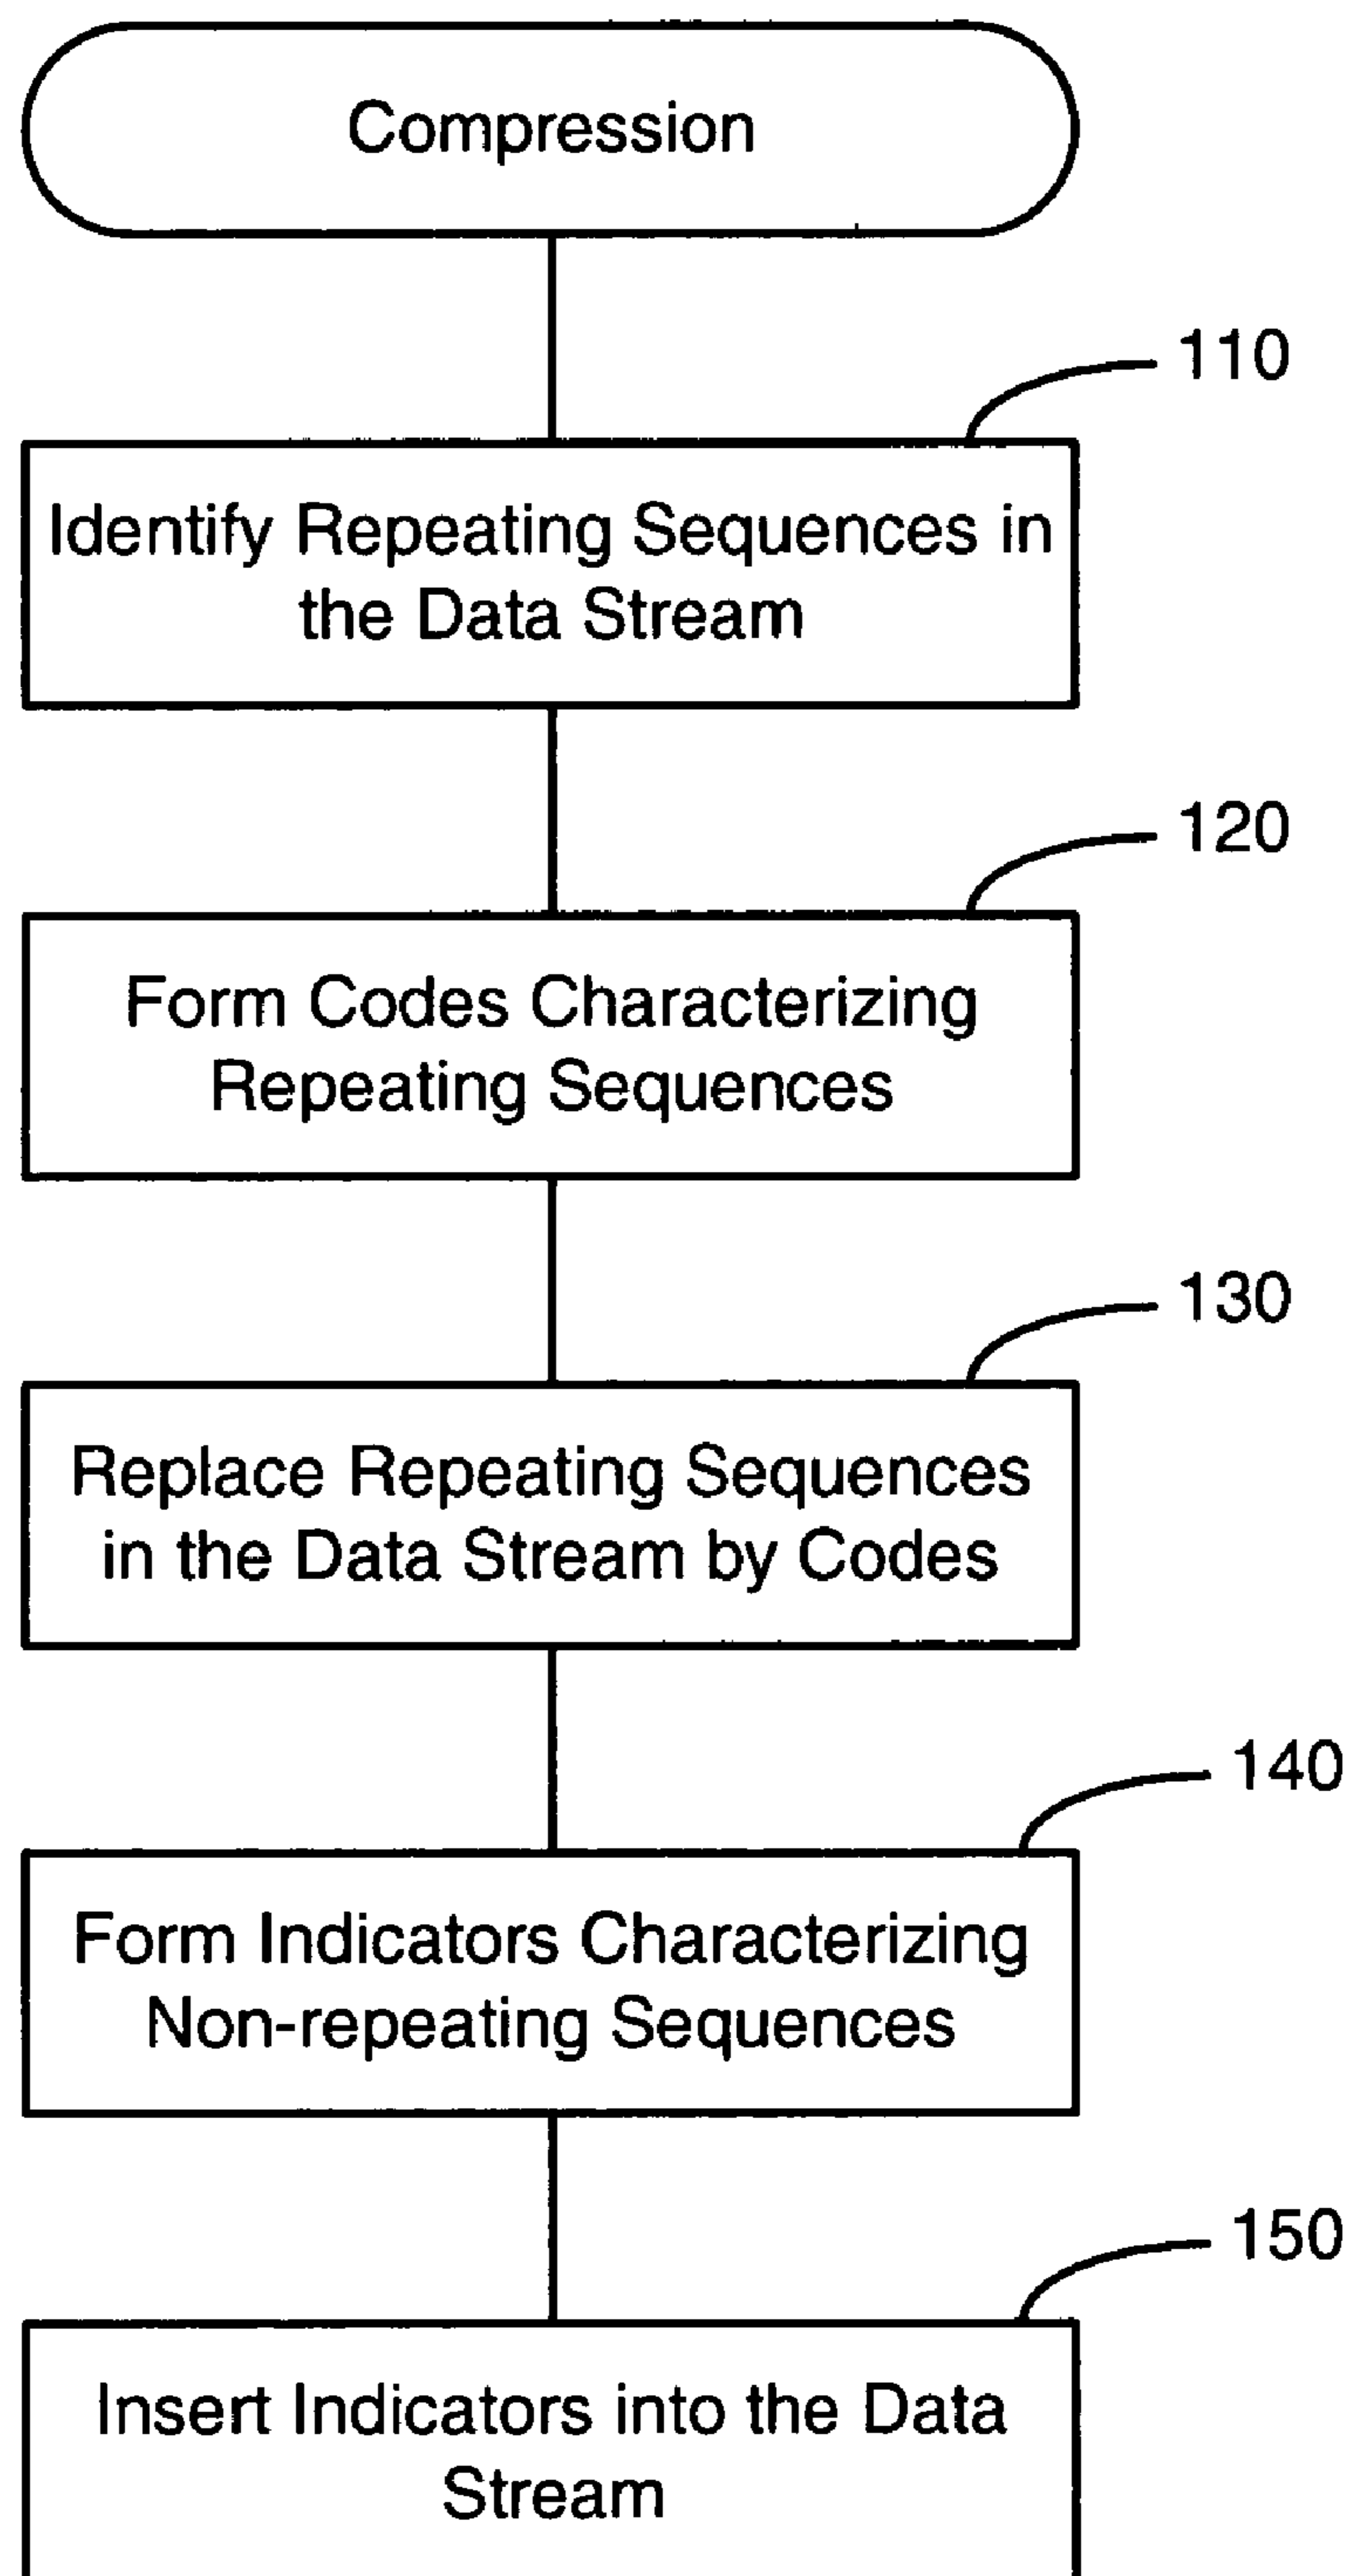 Compression
110
Identify Repeating Sequences in
the Data Stream
120
Form Codes Characterizing
Repeating Sequences
130
Replace Repeating Sequences
in the Data Stream by Codes
140
Form Indicators Characterizing
Non-repeating Sequences
150
Insert Indicators into the Data
Stream